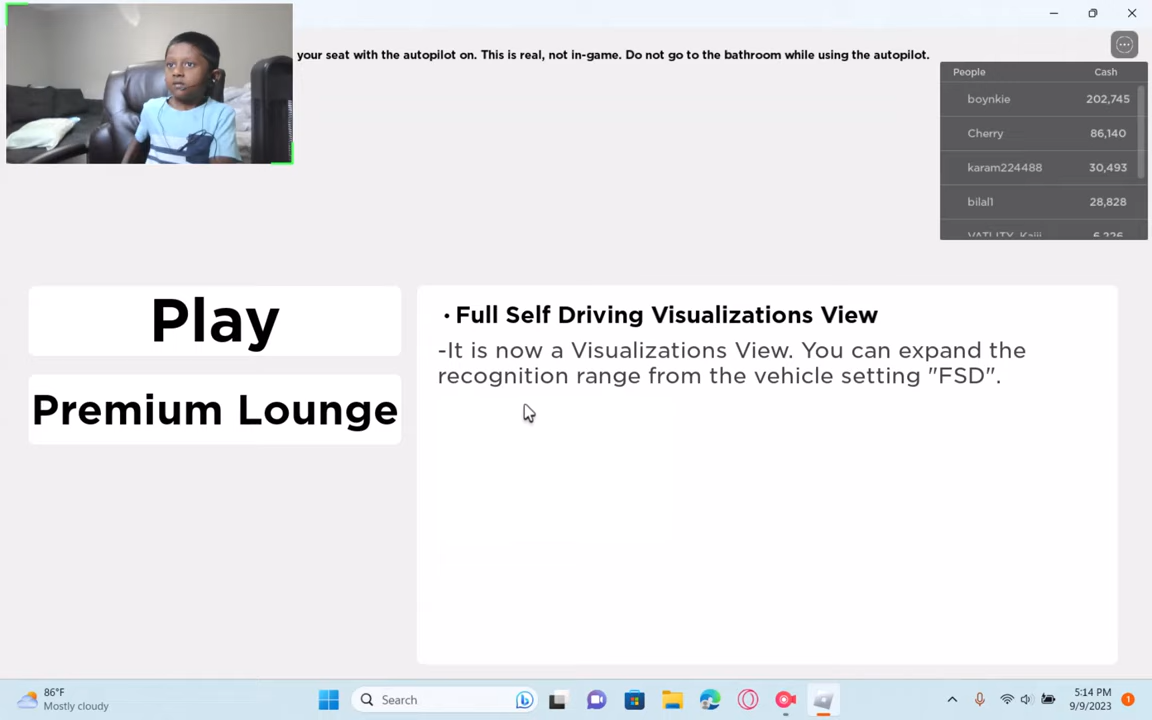 your seat with the autopilot on. This is real, not in-game. Do not go to the bathroom while using the autopilot.
People Cash
boynkie 202,745
Cherry 86,140
karam224488 30,493
bilal1 28,828
Play
Premium Lounge
• Full Self Driving Visualizations View
-It is now a Visualizations View. You can expand the
recognition range from the vehicle setting "FSD".
86°F
Mostly cloudy
Search
5:14 PM
9/9/2023
1